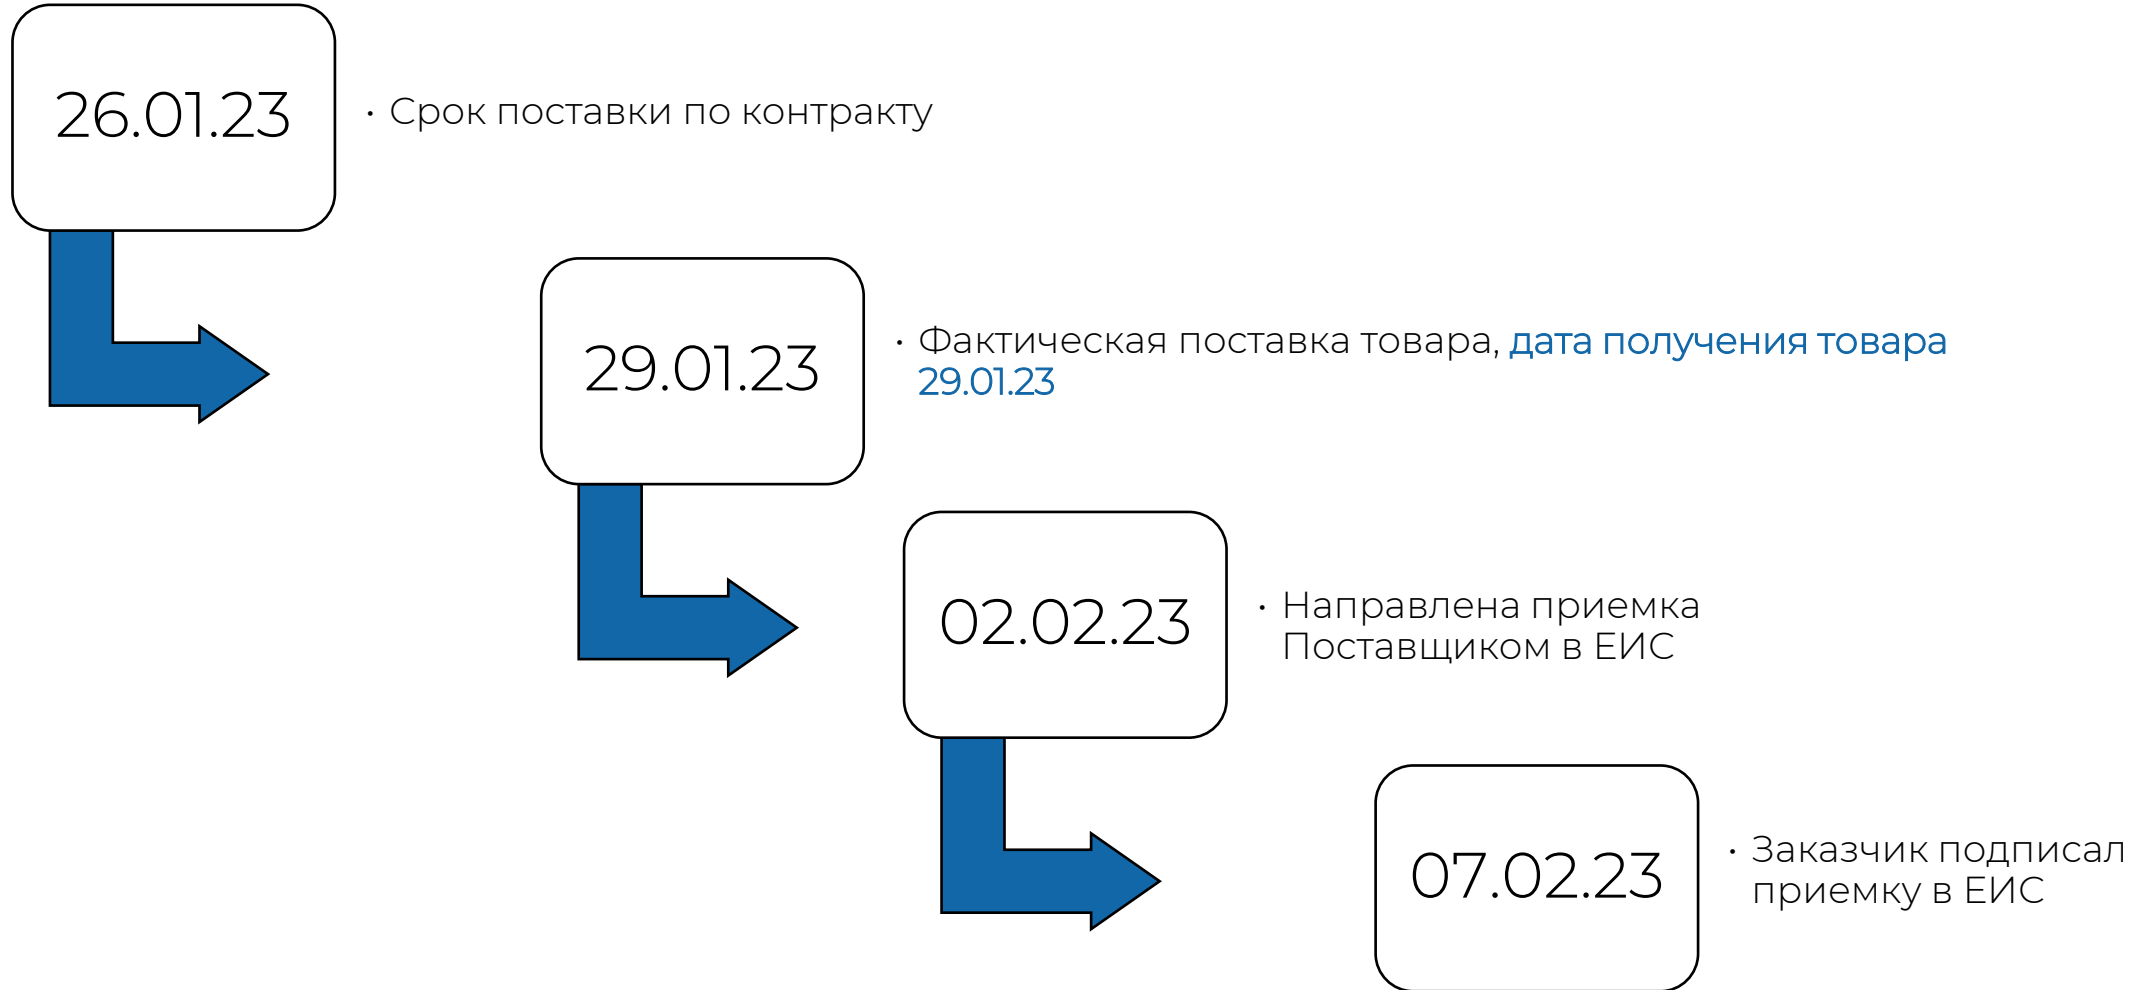 26.01.23
• Срок поставки по контракту
29.01.23
• Фактическая поставка товара, дата получения товара
29.01.23
02.02.23
• Направлена приемка
Поставщиком в ЕИС
07.02.23
• Заказчик подписал
приемку в ЕИС